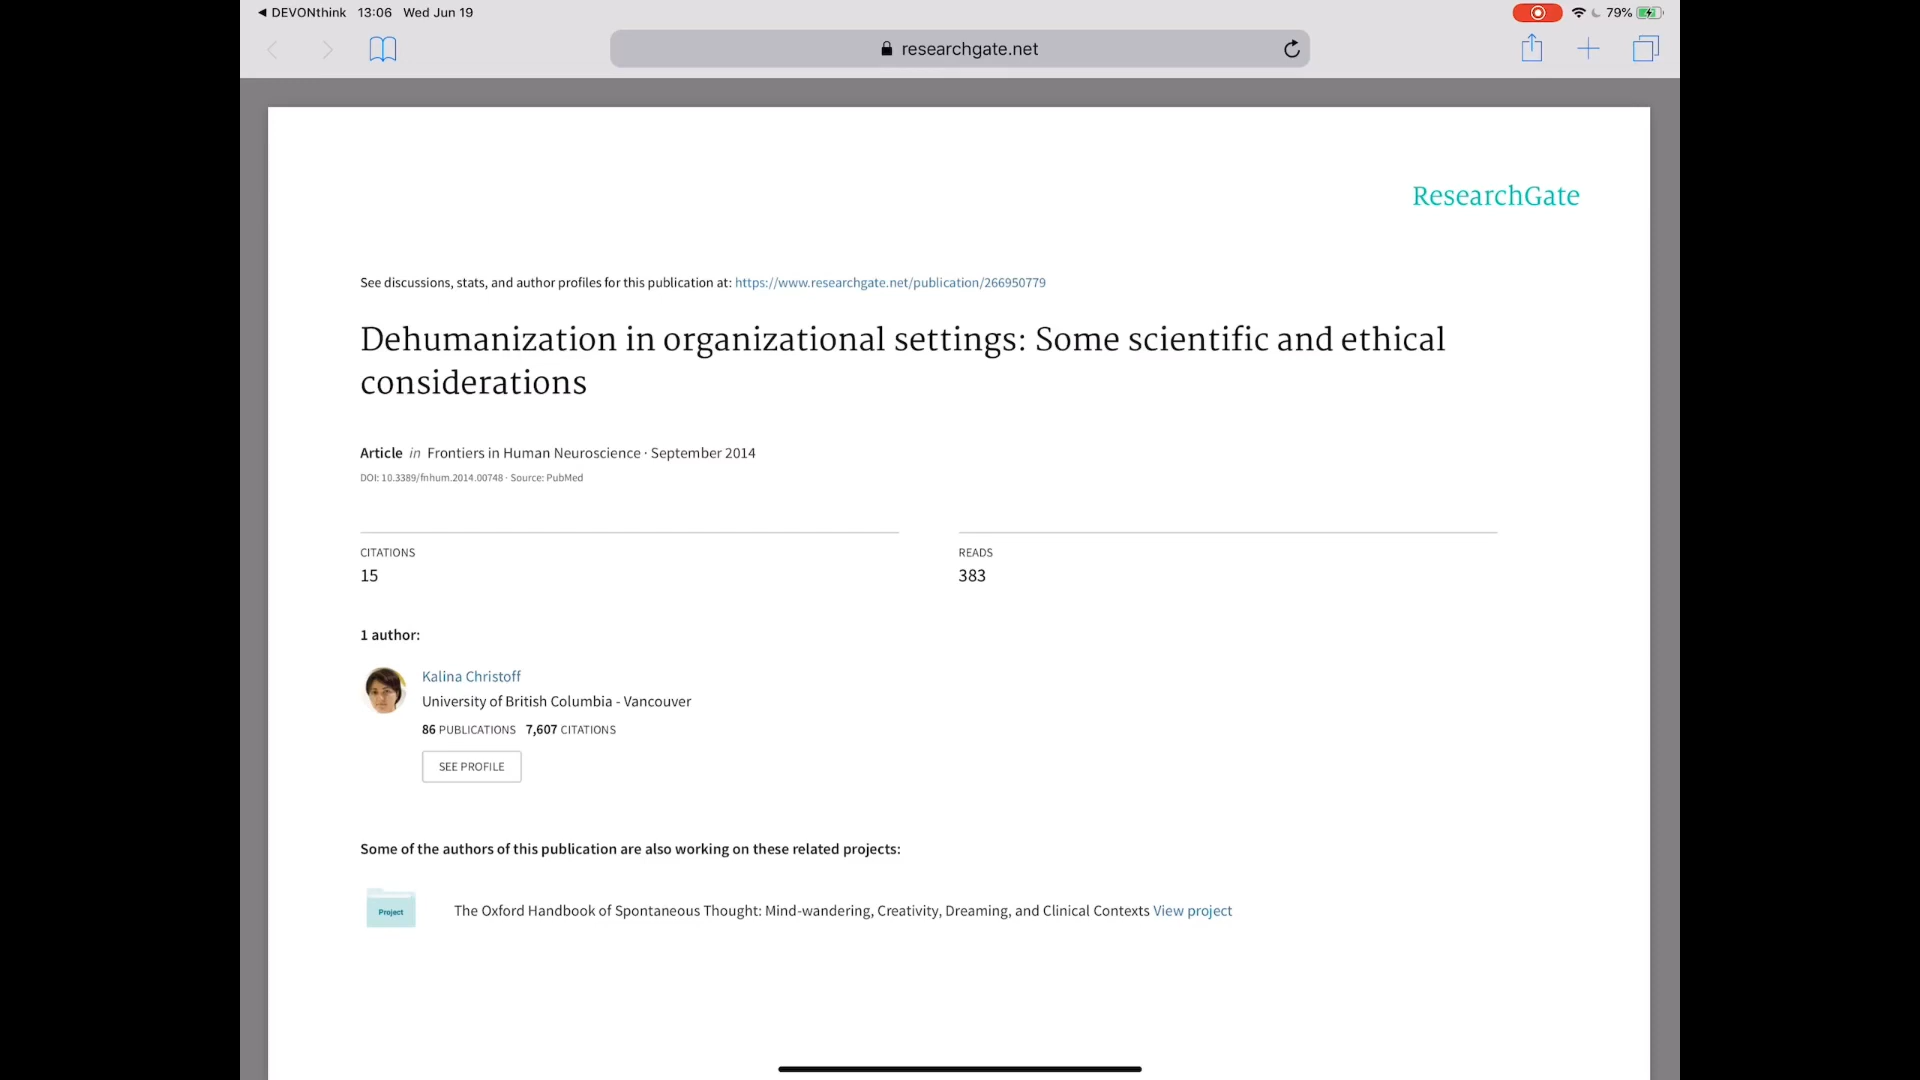 ◀ DEVONthink 13:06 Wed Jun 19 79%
researchgate.net
ResearchGate
See discussions, stats, and author profiles for this publication at: https://www.researchgate.net/publication/266950779
Dehumanization in organizational settings: Some scientific and ethical
considerations
Article in Frontiers in Human Neuroscience · September 2014
DOI: 10.3389/fnhum.2014.00748 · Source: PubMed
CITATIONS
15
READS
383
1 author:
Kalina Christoff
University of British Columbia - Vancouver
86 PUBLICATIONS 7,607 CITATIONS
SEE PROFILE
Some of the authors of this publication are also working on these related projects:
Project
The Oxford Handbook of Spontaneous Thought: Mind-wandering, Creativity, Dreaming, and Clinical Contexts View project